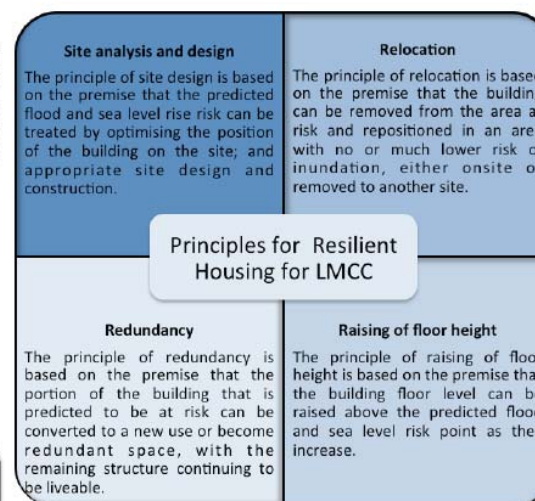 Site analysis and design
The principle of site design is based
on the premise that the predicted
flood and sea level rise risk can be
treated by optimising the position
of the building on the site; and
appropriate site design and
construction.
Relocation
The principle of relocation is base
on the premise that the buildin
can be removed from the area a
risk and repositioned in an are
with no or much lower risk o
inundation, either onsite o
removed to another site.
Principles for Resilient
Housing for LMCC
Redundancy
The principle of redundancy is
based on the premise that the
portion of the building that is
predicted to be at risk can be
converted to a new use or become
redundant space, with the
remaining structure continuing to
be liveable.
Raising of floor height
The principle of raising of floo
height is based on the premise tha
the building floor level can b
raised above the predicted floo
and sea level risk point as the
increase.